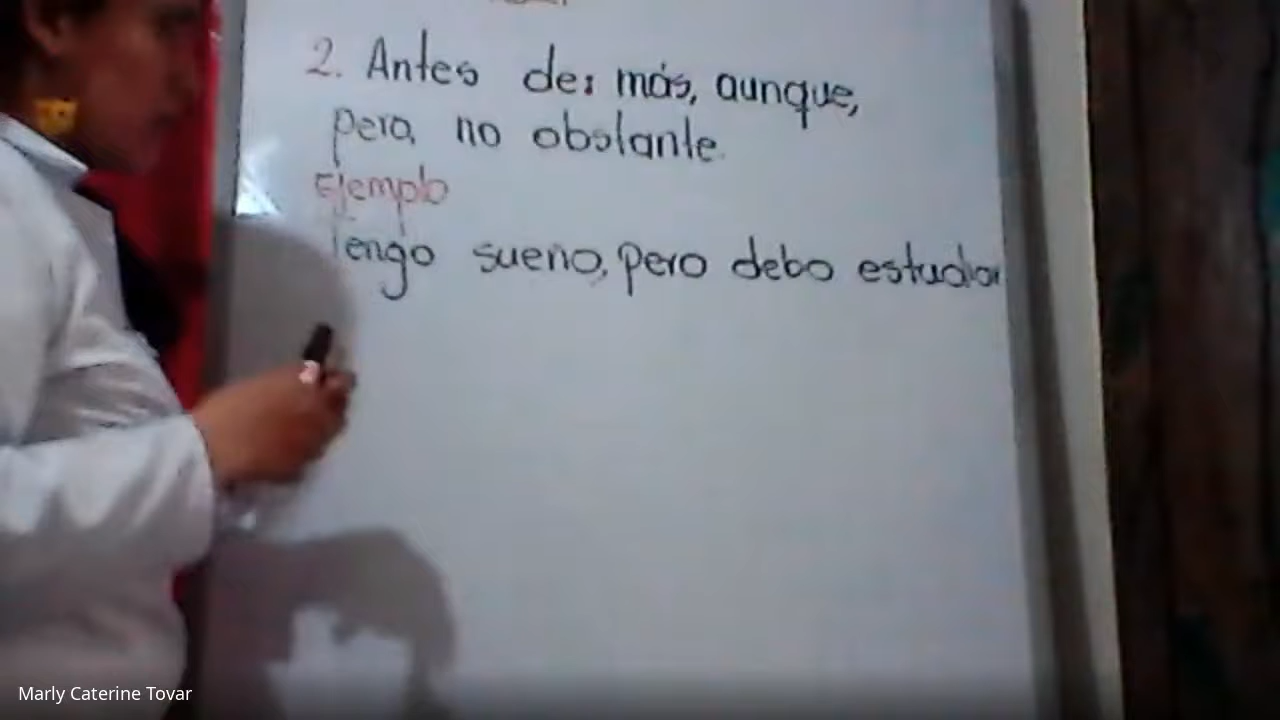 2. Antes de: más, aunque,
pero, no obstante.
Ejemplo
Tengo sueño, pero debo estudiar
Marly Caterine Tovar